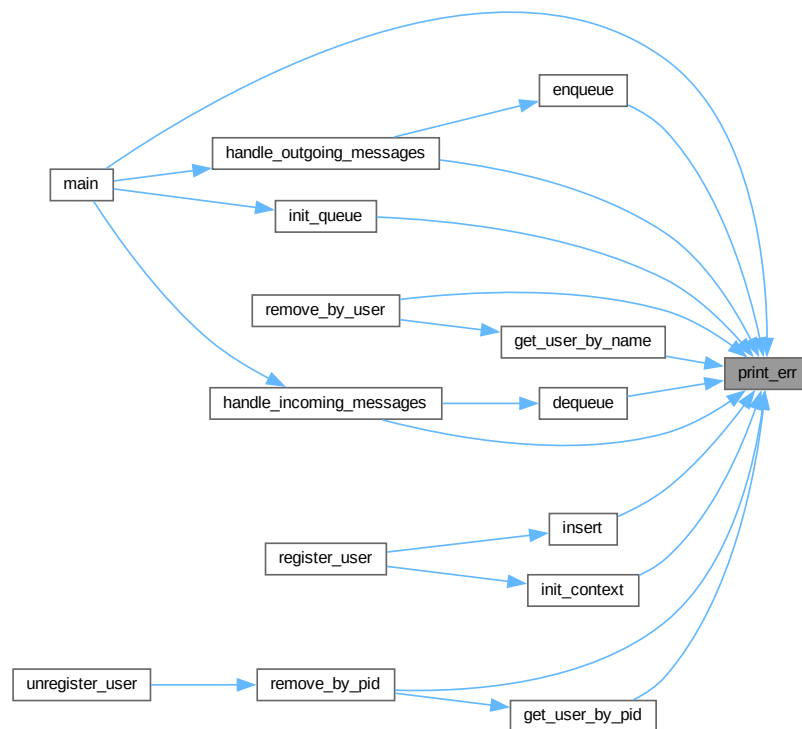 enqueue
handle_outgoing_messages
main
init_queue
remove_by_user
get_user_by_name
print_err
handle_incoming_messages
dequeue
insert
register_user
init_context
unregister_user
remove_by_pid
get_user_by_pid